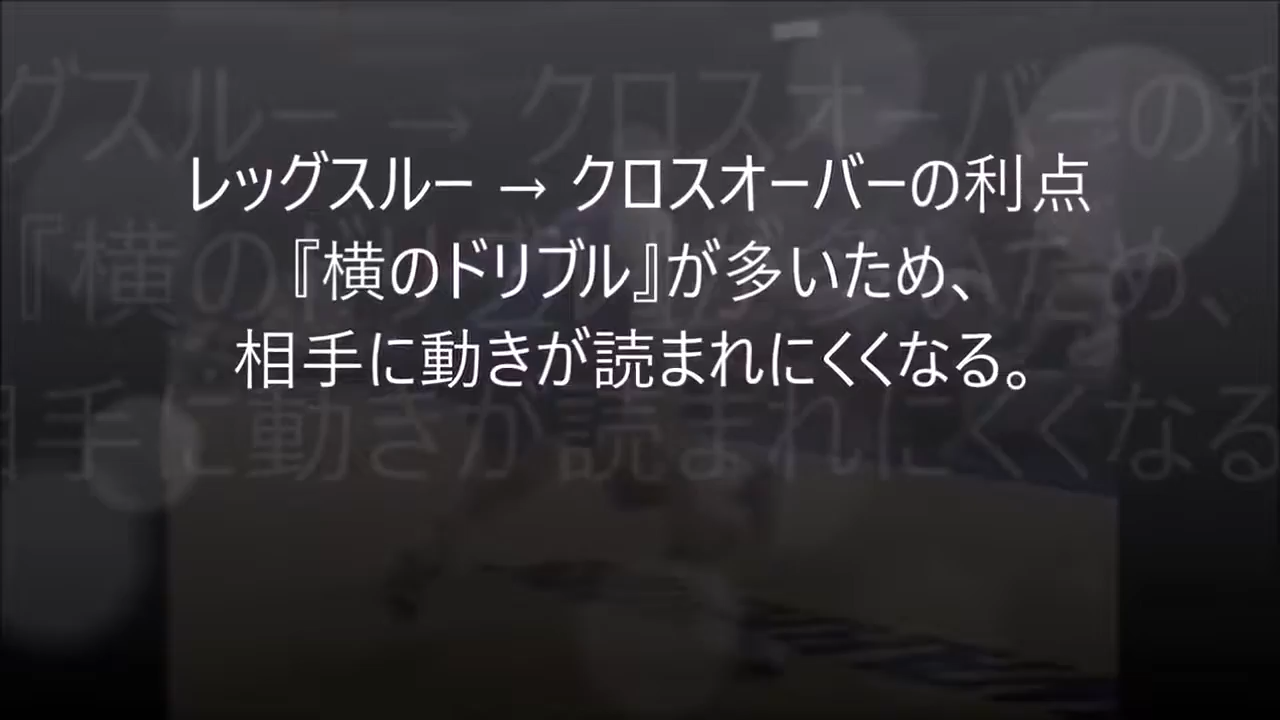 レッグスルー → クロスオーバーの利点
『横のドリブル』が多いため、
相手に動きが読まれにくくなる。